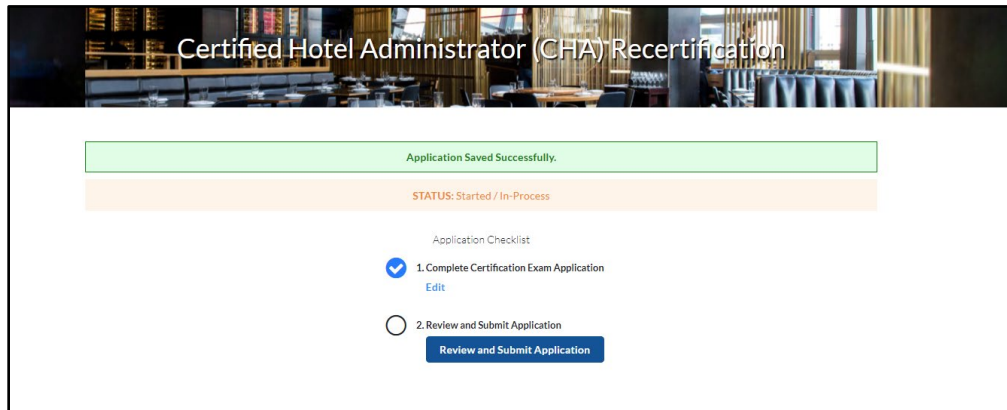 Certified Hotel Administrator (CHA) Recertification
Application Saved Successfully.
STATUS: Started / In-Process
Application Checklist
1. Complete Certification Exam Application
Edit
2. Review and Submit Application
Review and Submit Application